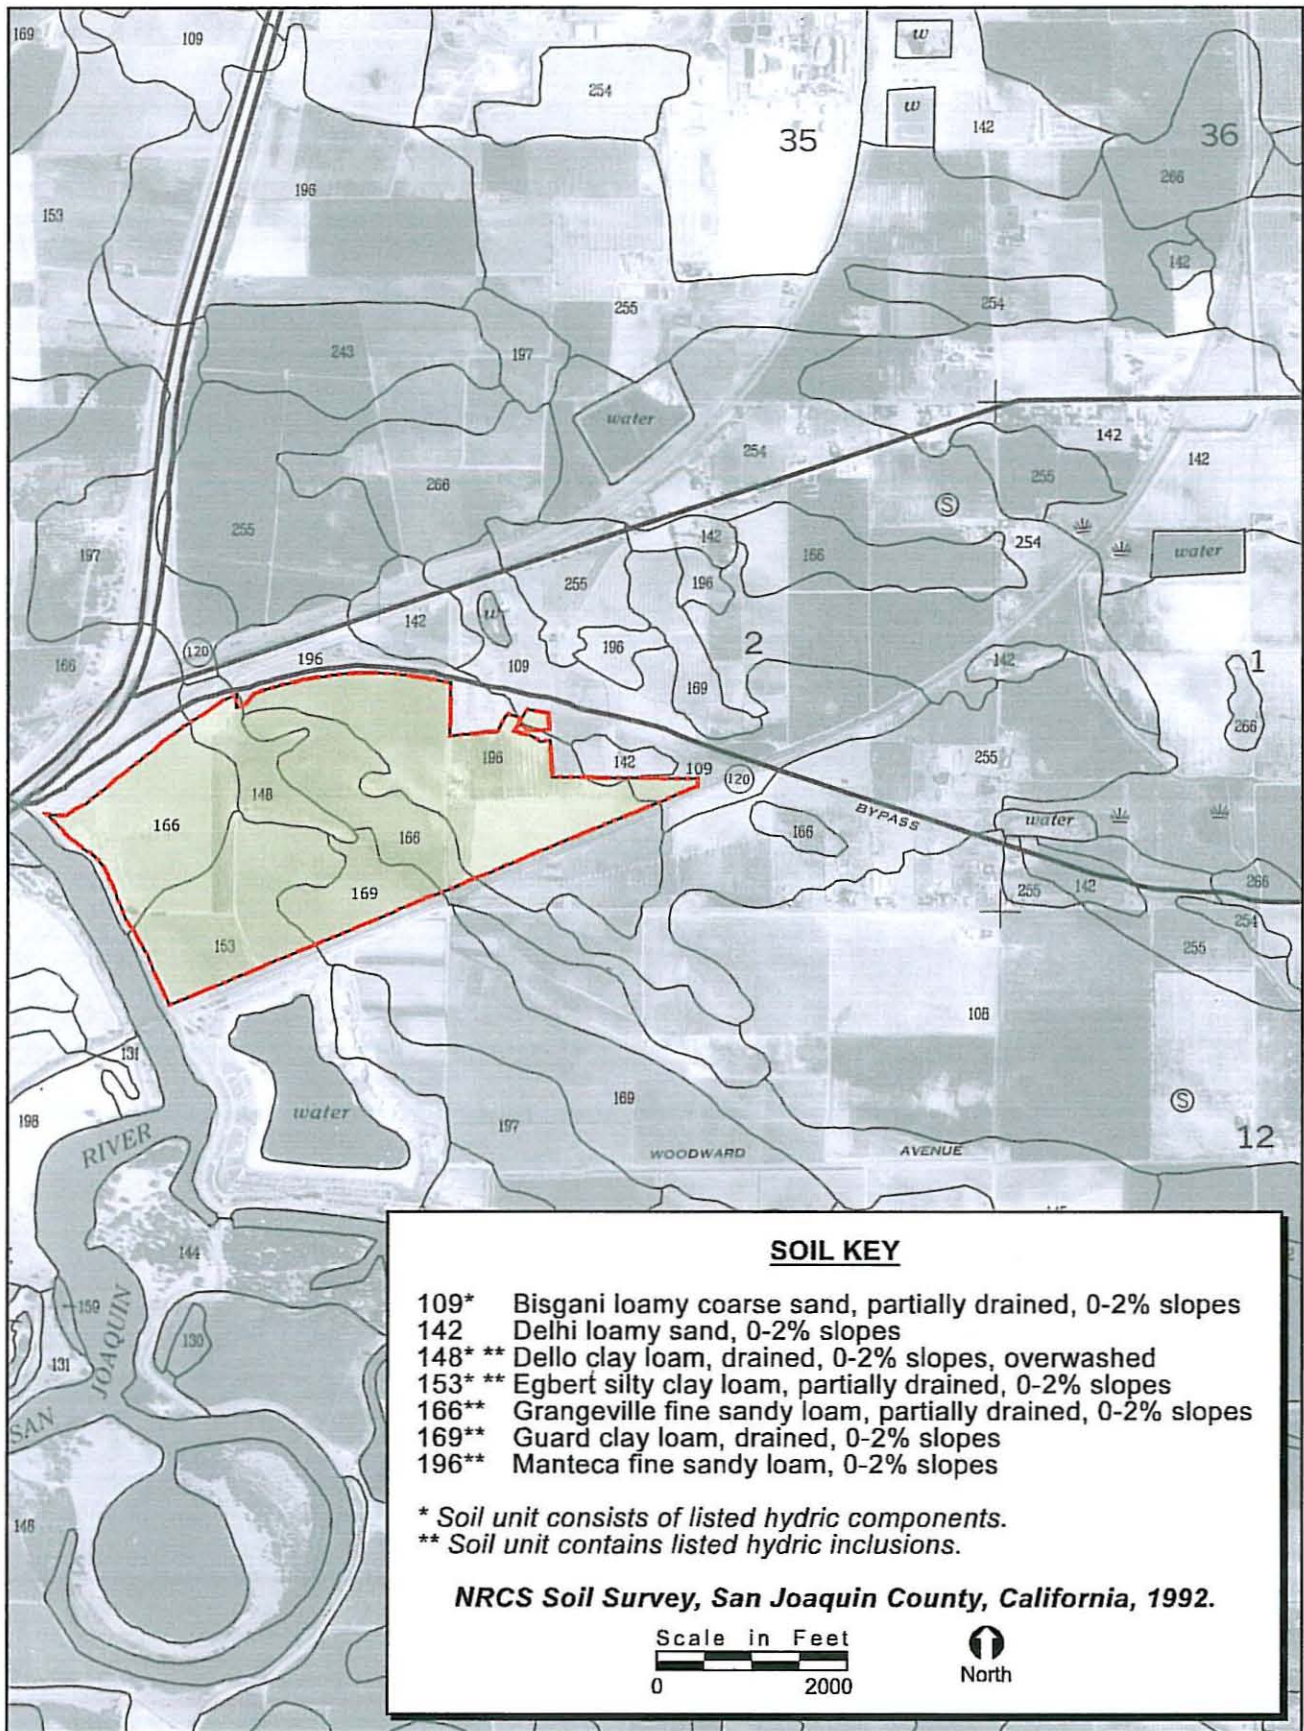 169
109
w
254
w
142
35
36
266
196
153
142
254
255
243
197
water
142
254
142
255
S
266
142
254
166
water
255
197
255
196
142
w
196
2
120
109
142
1
166
196
169
266
196
142
109
120
255
148
BYPASS
water
166
166
166
169
255
142
266
254
153
255
108
131
S
water
169
198
197
12
RIVER
WOODWARD
AVENUE
144
159
JOAQUIN
130
131
SAN
148
SOIL KEY
109* Bisgani loamy coarse sand, partially drained, 0-2% slopes
142 Delhi loamy sand, 0-2% slopes
148* ** Dello clay loam, drained, 0-2% slopes, overwashed
153* ** Egbert silty clay loam, partially drained, 0-2% slopes
166** Grangeville fine sandy loam, partially drained, 0-2% slopes
169** Guard clay loam, drained, 0-2% slopes
196** Manteca fine sandy loam, 0-2% slopes
* Soil unit consists of listed hydric components.
** Soil unit contains listed hydric inclusions.
NRCS Soil Survey, San Joaquin County, California, 1992.
Scale in Feet
0 2000
North